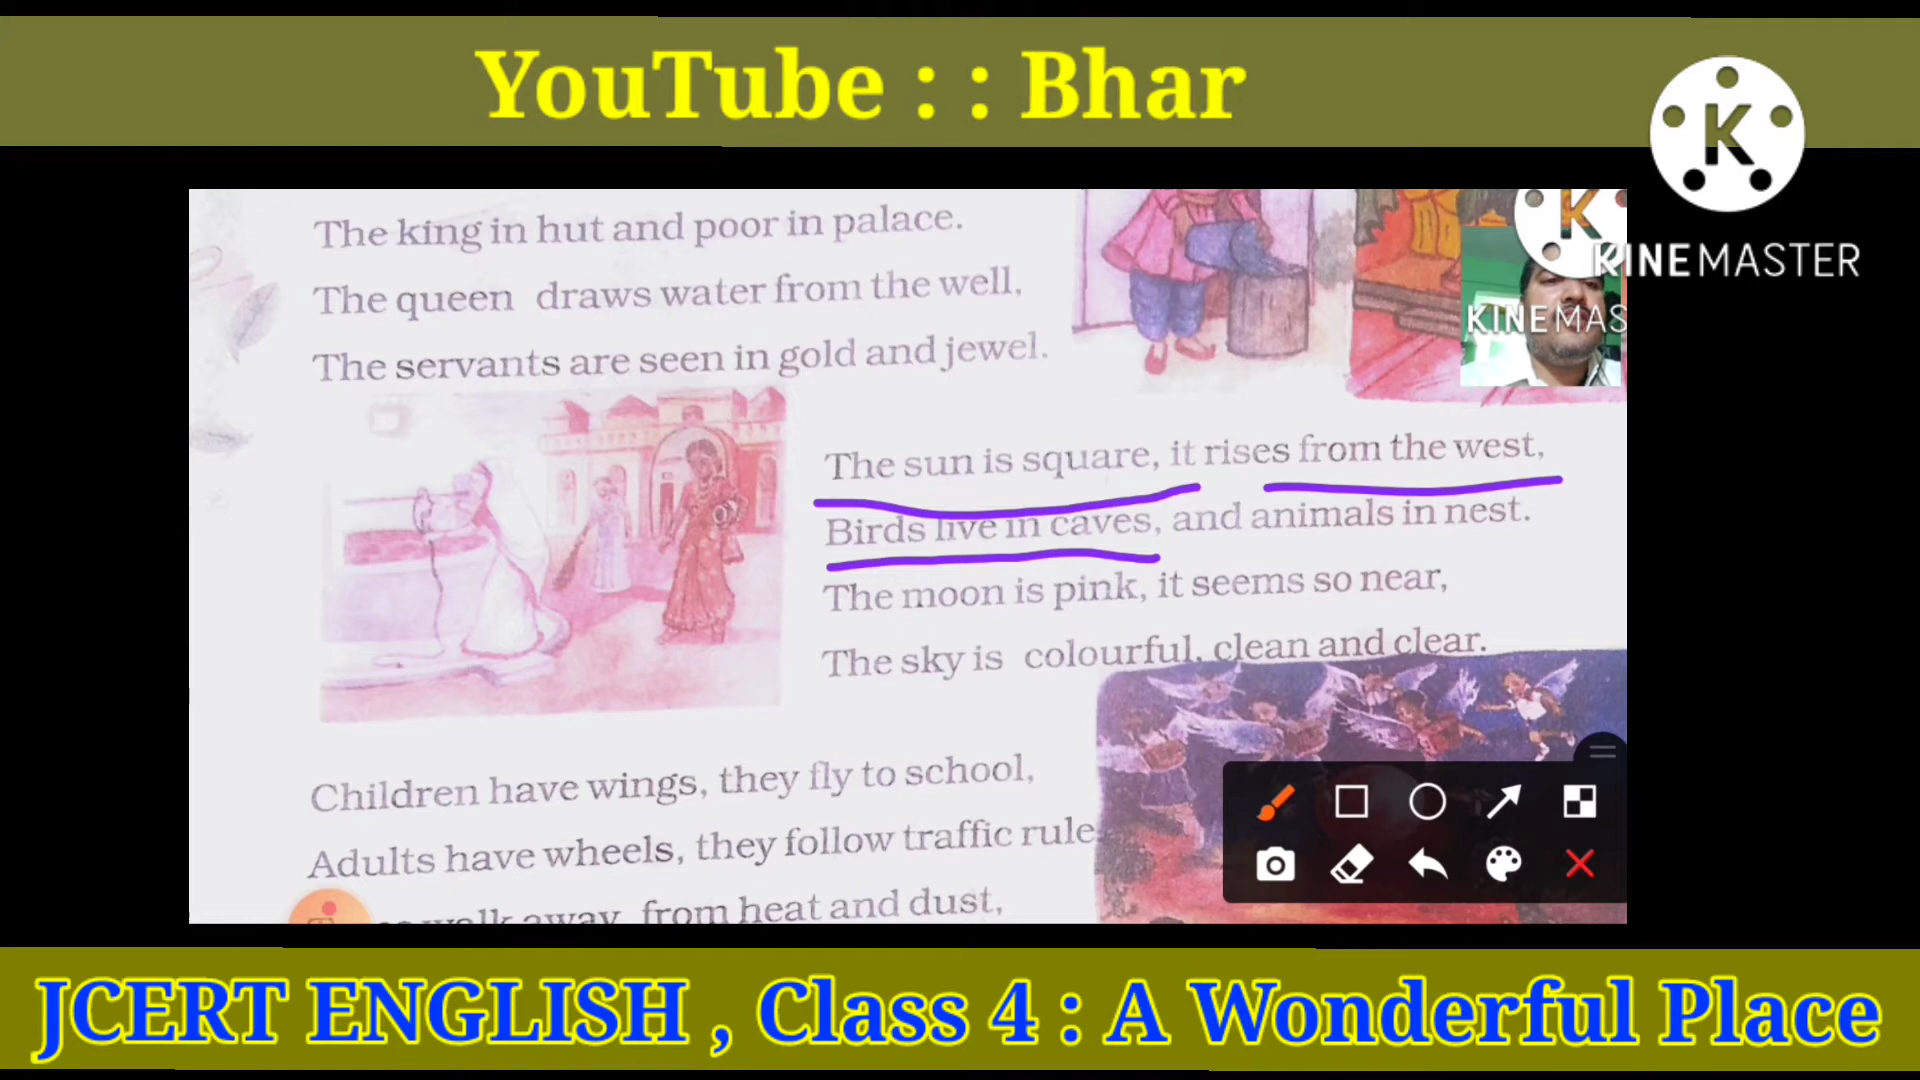 YouTube : : Bhar
K
KINEMASTER
K
KINEMAS
The king in hut and poor in palace.
The queen draws water from the well,
The servants are seen in gold and jewel.
The sun is square, it rises from the west,
Birds live in caves, and animals in nest.
The moon is pink, it seems so near,
The sky is colourful, clean and clear.
Children have wings, they fly to school,
Adults have wheels, they follow traffic rule
walk away from heat and dust,
JCERT ENGLISH , Class 4 : A Wonderful Place